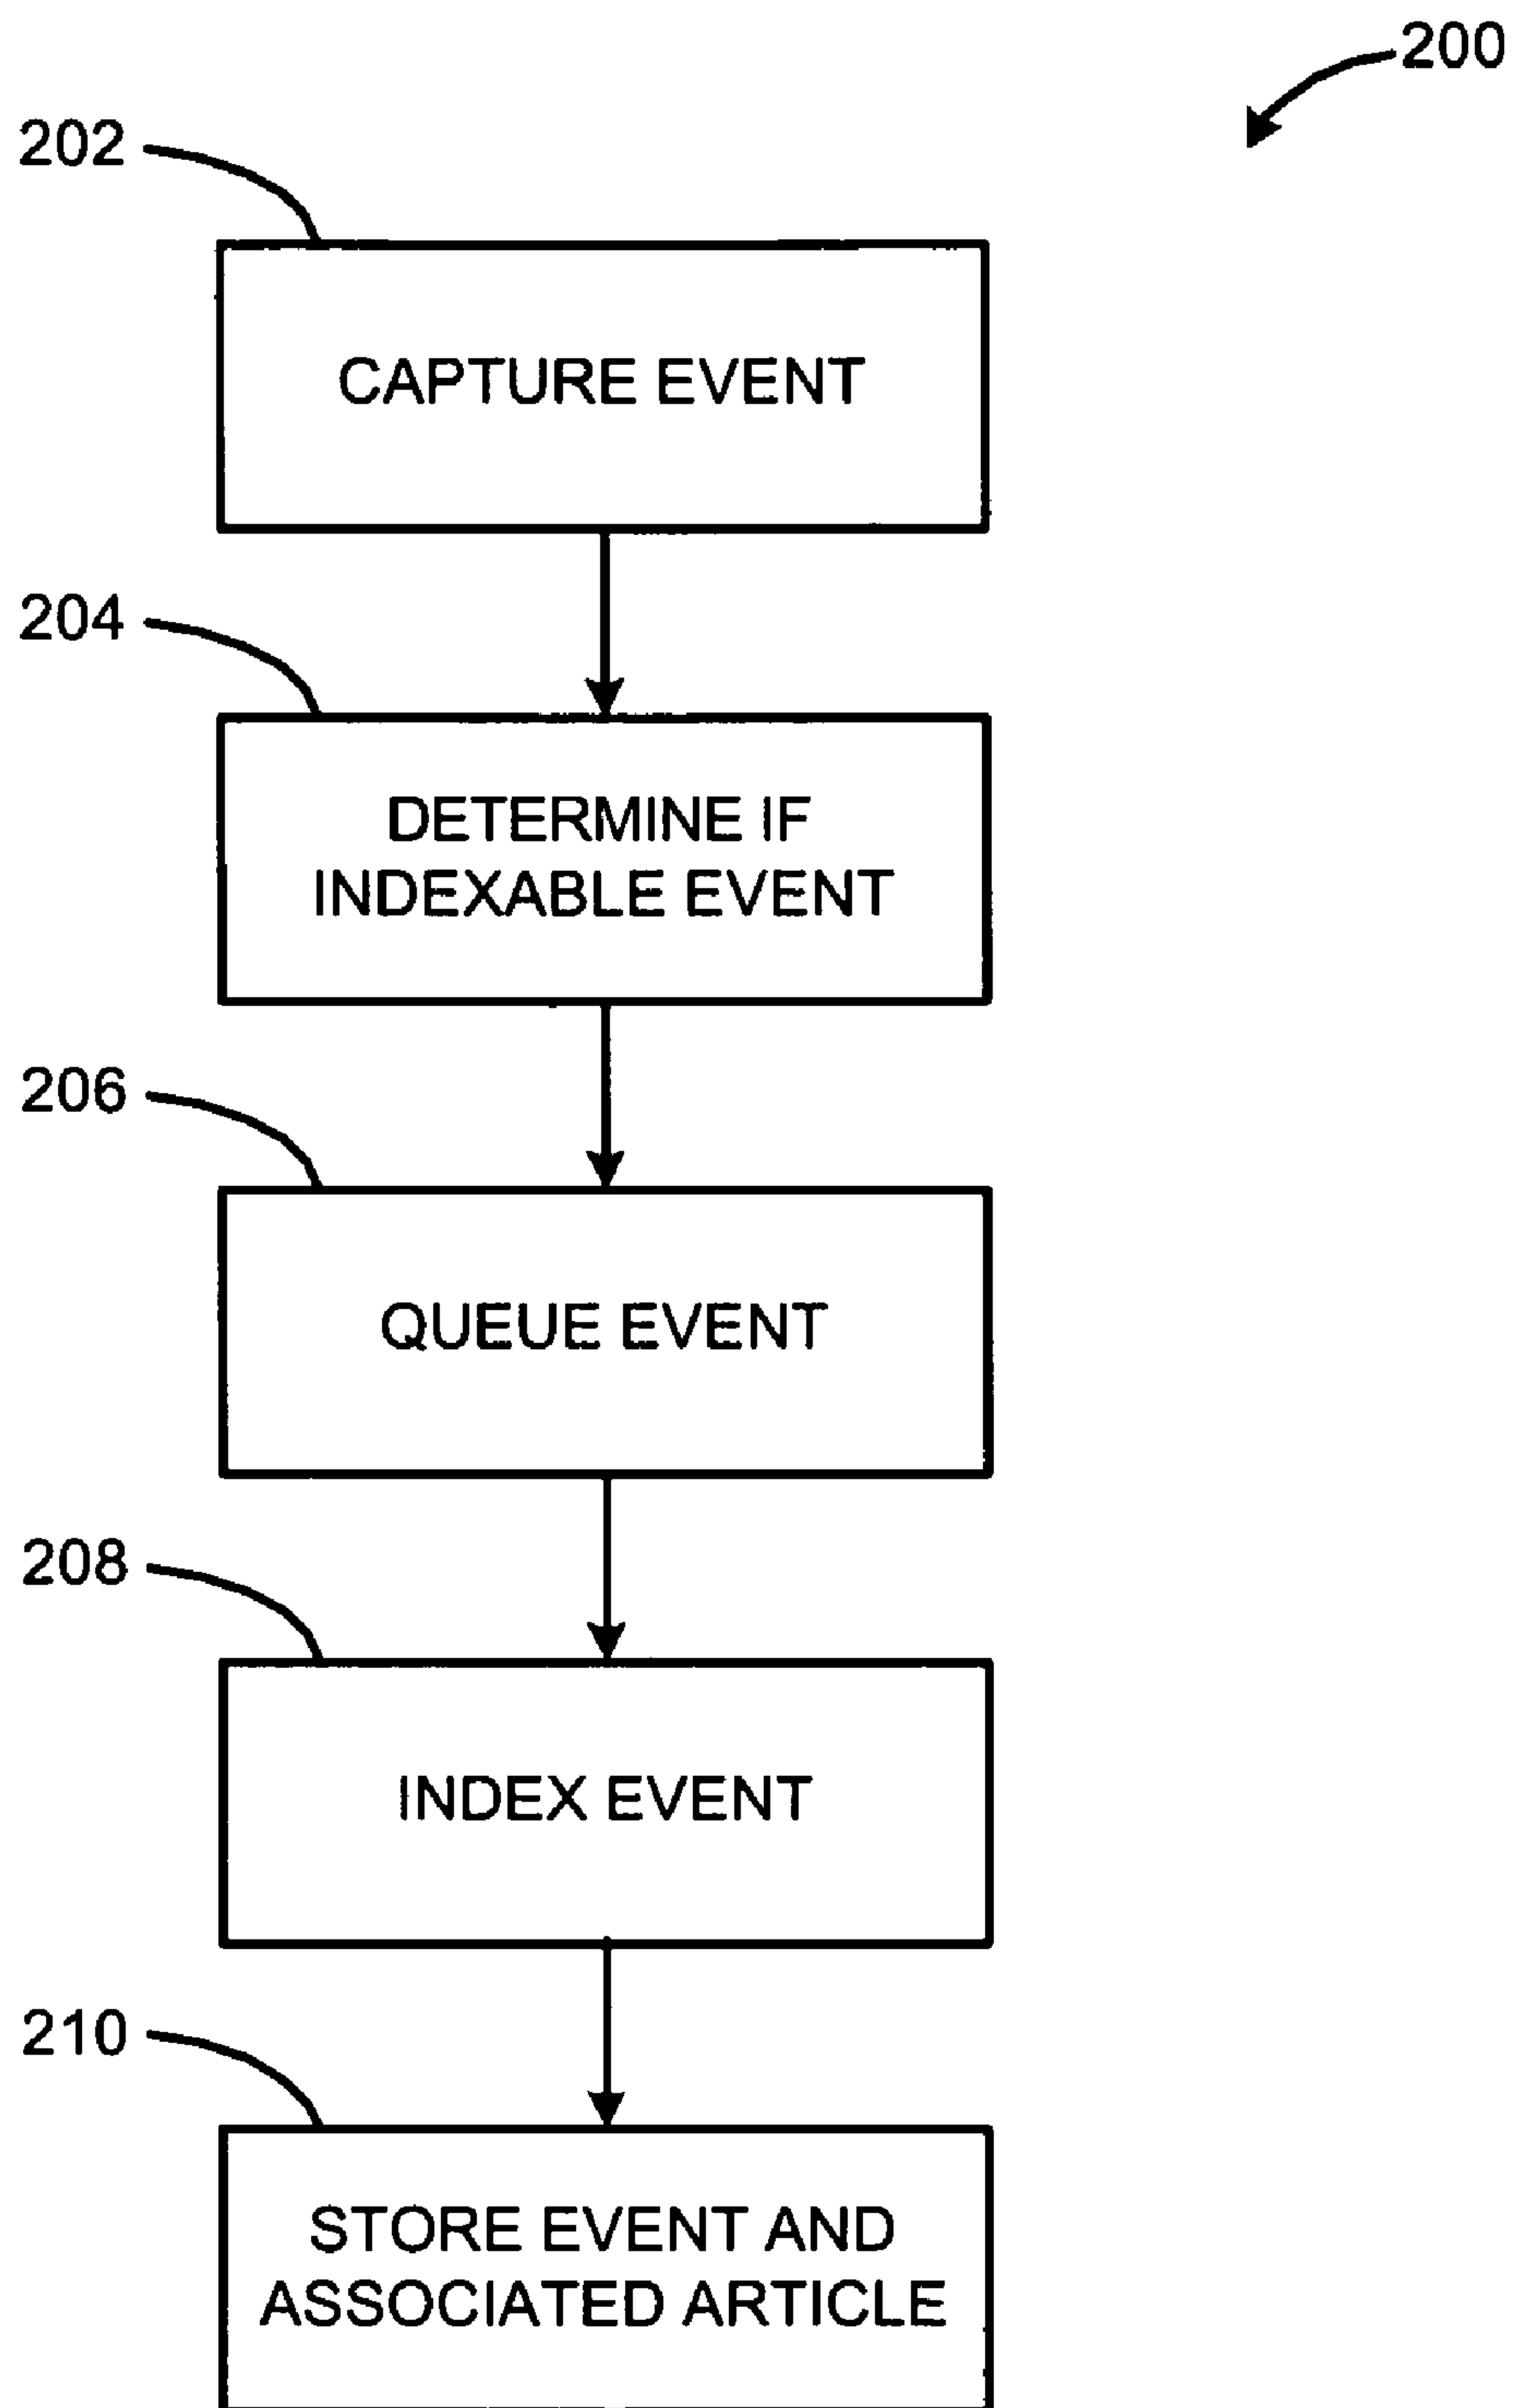 200
202
CAPTURE EVENT
204
DETERMINE IF
INDEXABLE EVENT
206
QUEUE EVENT
208
INDEX EVENT
210
STORE EVENT AND
ASSOCIATED ARTICLE